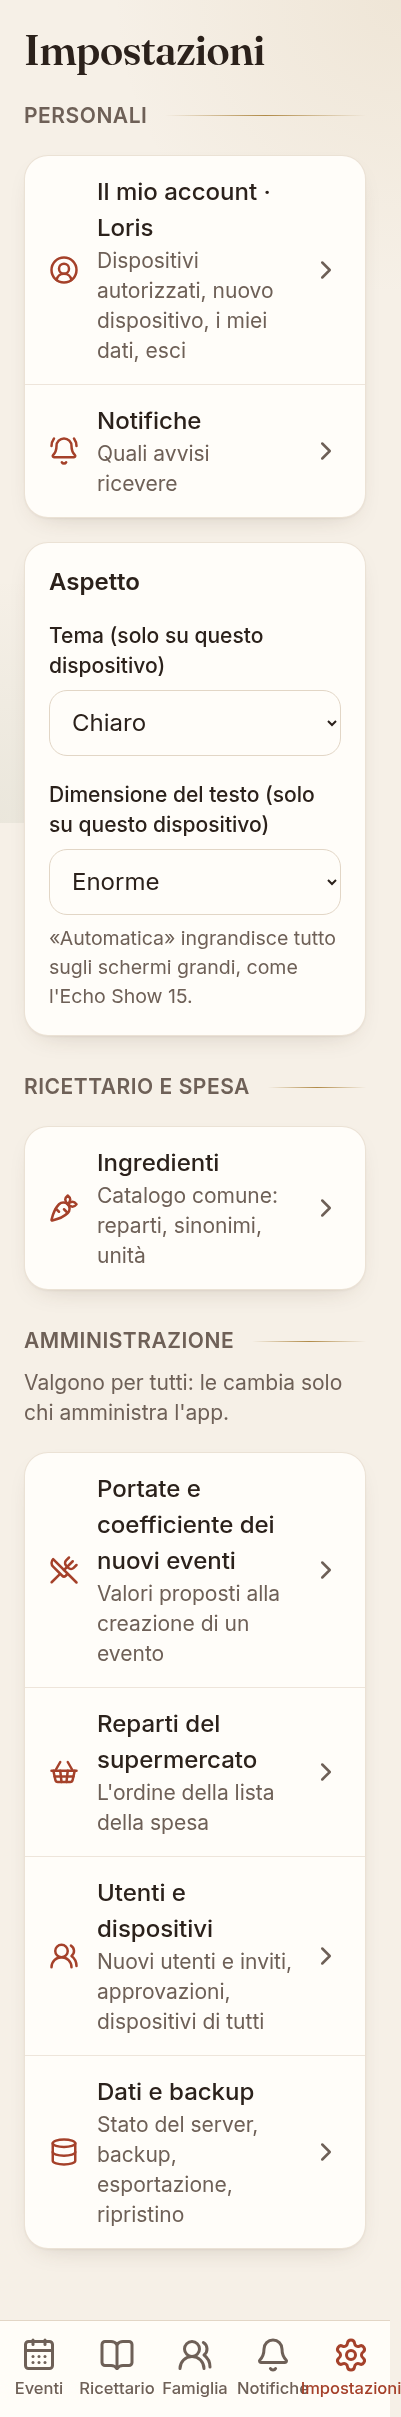 Impostazioni
PERSONALI
Il mio account ·
Loris
Dispositivi
autorizzati, nuovo
dispositivo, i miei
dati, esci
Notifiche
Quali avvisi
ricevere
Aspetto
Tema (solo su questo
dispositivo)
Chiaro
Dimensione del testo (solo
su questo dispositivo)
Enorme
«Automatica» ingrandisce tutto
sugli schermi grandi, come
l'Echo Show 15.
RICETTARIO E SPESA
Ingredienti
Catalogo comune:
reparti, sinonimi,
unità
AMMINISTRAZIONE
Valgono per tutti: le cambia solo
chi amministra l'app.
Portate e
coefficiente dei
nuovi eventi
Valori proposti alla
creazione di un
evento
Reparti del
supermercato
L'ordine della lista
della spesa
Utenti e
dispositivi
Nuovi utenti e inviti,
approvazioni,
dispositivi di tutti
Dati e backup
Stato del server,
backup,
esportazione,
ripristino
Eventi Ricettario Famiglia Notifiche Impostazioni